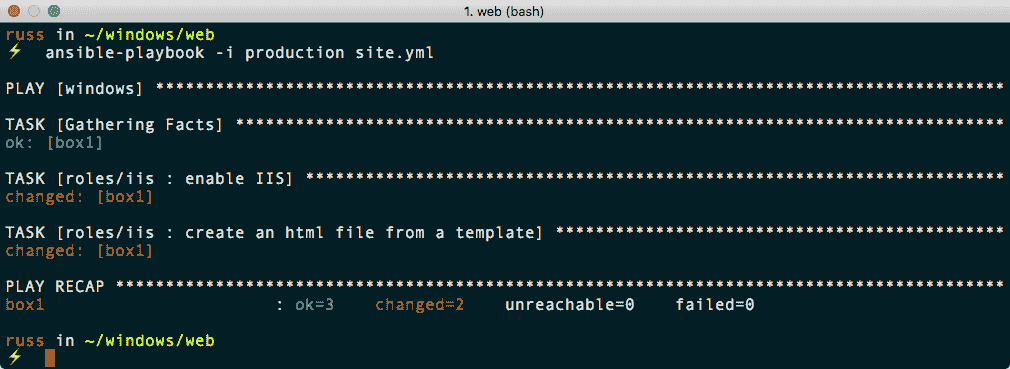 1. web (bash)
russ in ~/windows/web
⚡ ansible-playbook -i production site.yml
PLAY [windows] *************************************************************************************
TASK [Gathering Facts] *****************************************************************************
ok: [box1]
TASK [roles/iis : enable IIS] **********************************************************************
changed: [box1]
TASK [roles/iis : create an html file from a template] *********************************************
changed: [box1]
PLAY RECAP *****************************************************************************************
box1 : ok=3 changed=2 unreachable=0 failed=0
russ in ~/windows/web
⚡